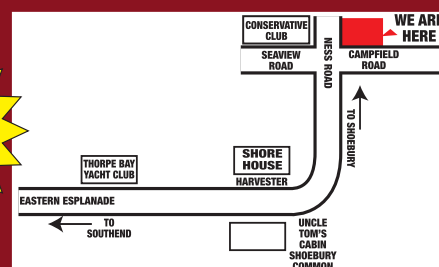 CONSERVATIVE
CLUB
WE ARE
HERE
SEAVIEW
ROAD
NESS ROAD
CAMPFIELD
ROAD
TO SHOEBURY
SHORE
HOUSE
HARVESTER
THORPE BAY
YACHT CLUB
EASTERN ESPLANADE
TO
SOUTHEND
UNCLE
TOM'S
CABIN
SHOEBURY
COMMON